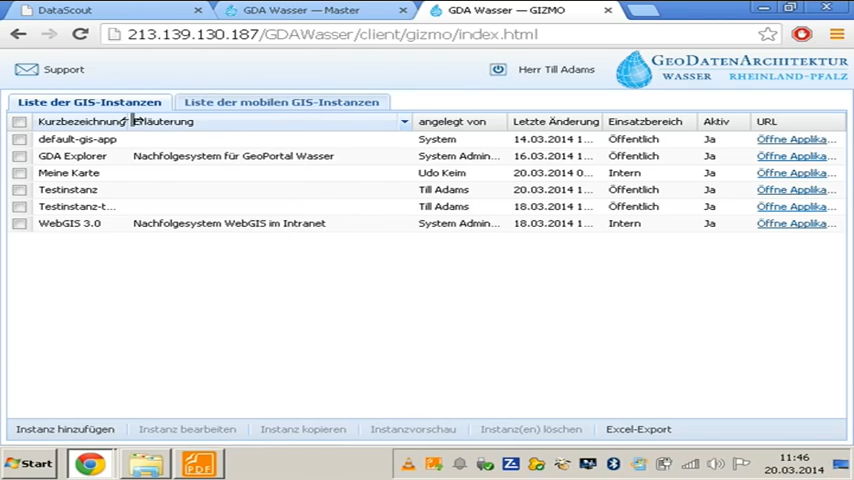 DataScout
GDA Wasser — Master
GDA Wasser — GIZMO
213.139.130.187/GDAWasser/client/gizmo/index.html
Support
Herr Till Adams
GEODATENARCHITEKTUR
WASSER RHEINLAND-PFALZ
Liste der GIS-Instanzen
Liste der mobilen GIS-Instanzen
Kurzbezeichnung Erläuterung angelegt von Letzte Änderung Einsatzbereich Aktiv URL
default-gis-app System 14.03.2014 1... Öffentlich Ja Öffne Applika...
GDA Explorer Nachfolgesystem für GeoPortal Wasser System Admin... 16.03.2014 1... Öffentlich Ja Öffne Applika...
Meine Karte Udo Keim 20.03.2014 0... Intern Ja Öffne Applika...
Testinstanz Till Adams 20.03.2014 1... Öffentlich Ja Öffne Applika...
Testinstanz-t... Till Adams 18.03.2014 1... Öffentlich Ja Öffne Applika...
WebGIS 3.0 Nachfolgesystem WebGIS im Intranet System Admin... 18.03.2014 1... Intern Ja Öffne Applika...
Instanz hinzufügen Instanz bearbeiten Instanz kopieren Instanzvorschau Instanz(en) löschen Excel-Export
Start
PDF
11:46
20.03.2014